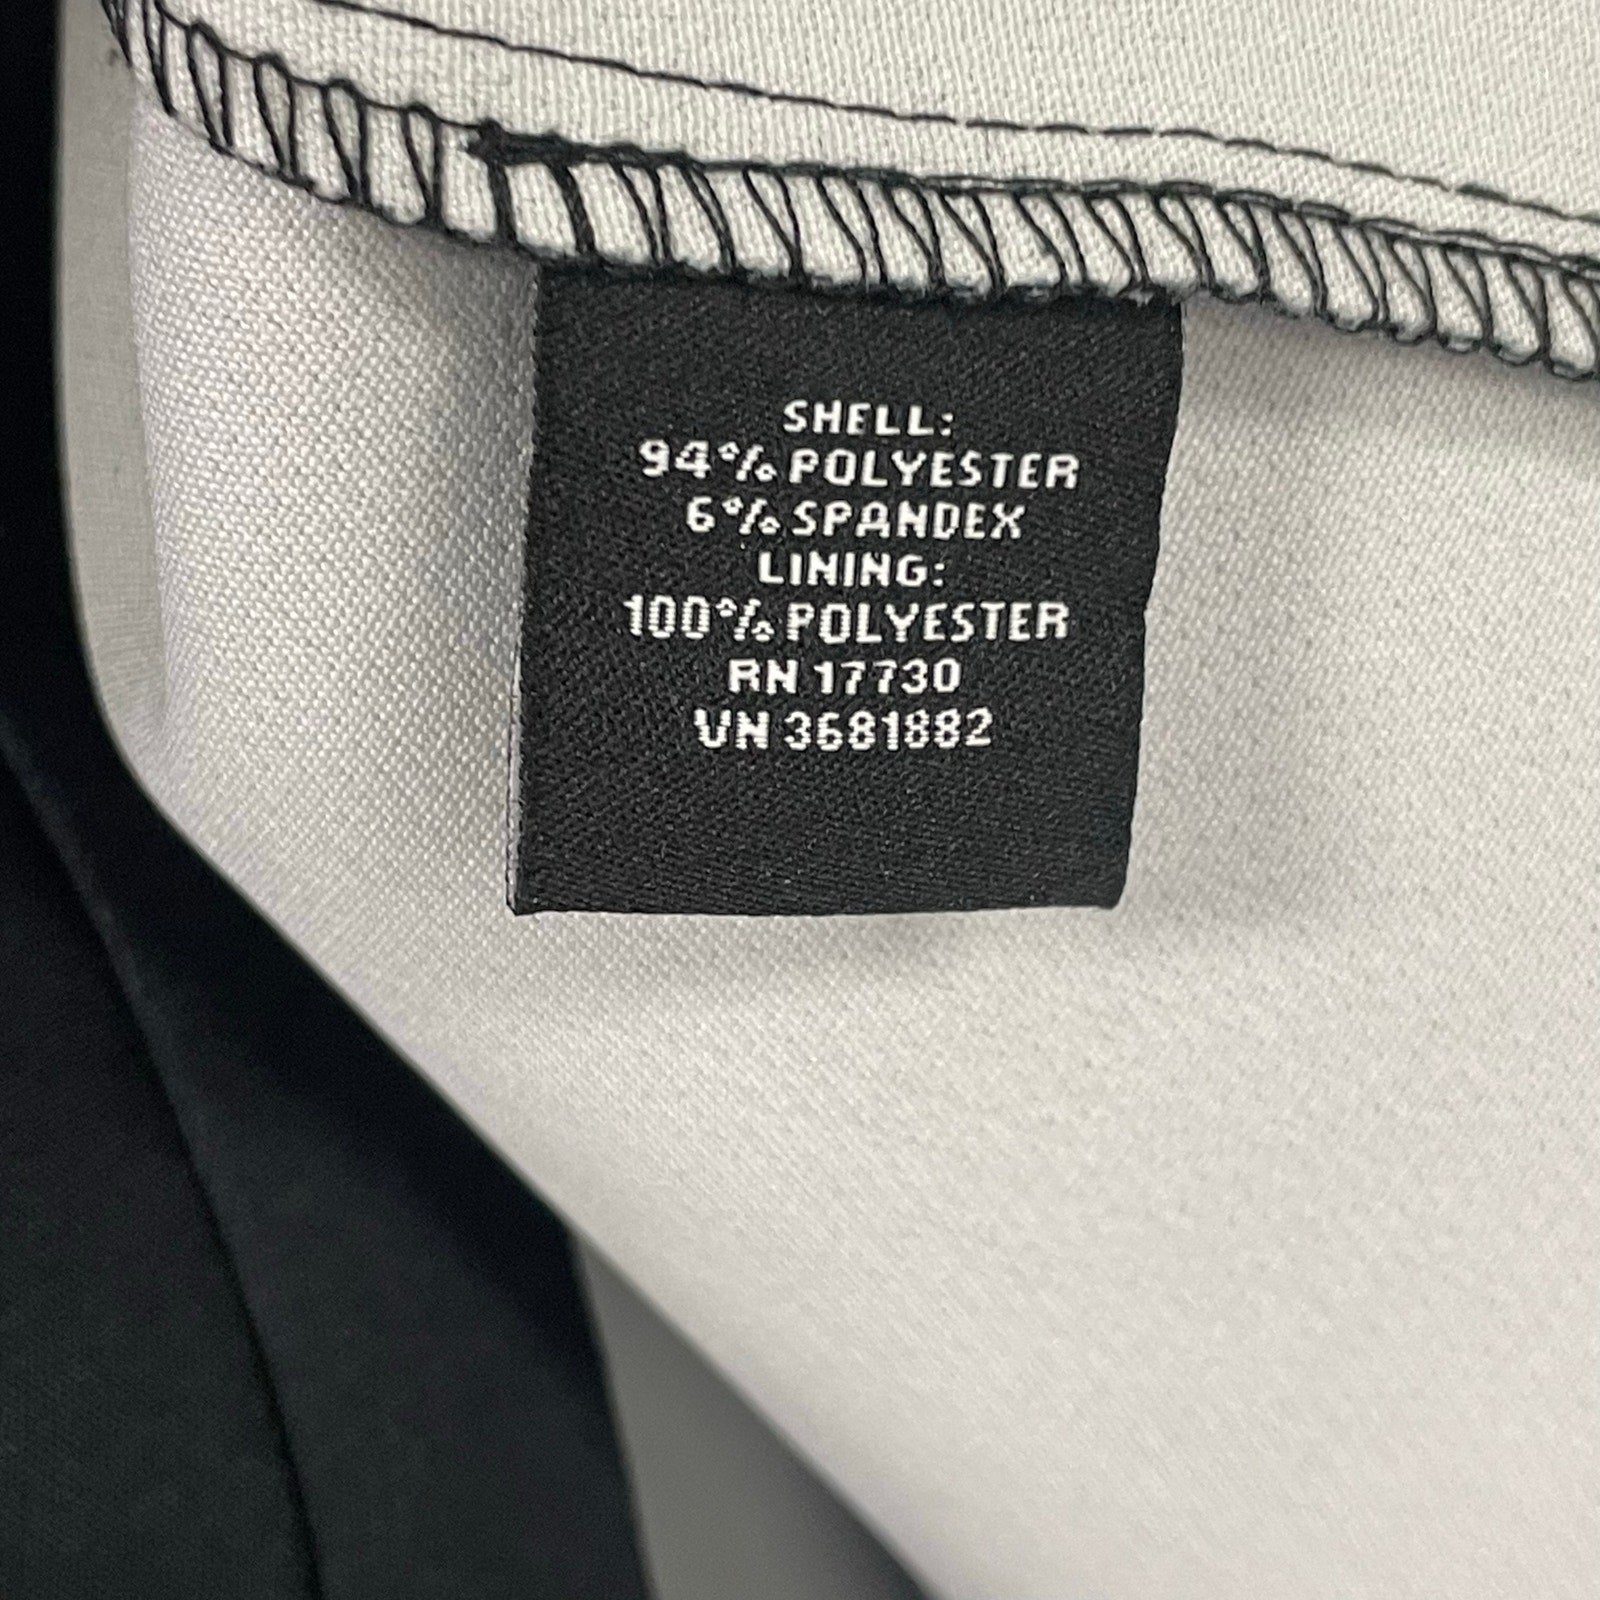 SHELL:
94% POLYESTER
6% SPANDEX
LINING:
100% POLYESTER
RN 17730
VN 3681882